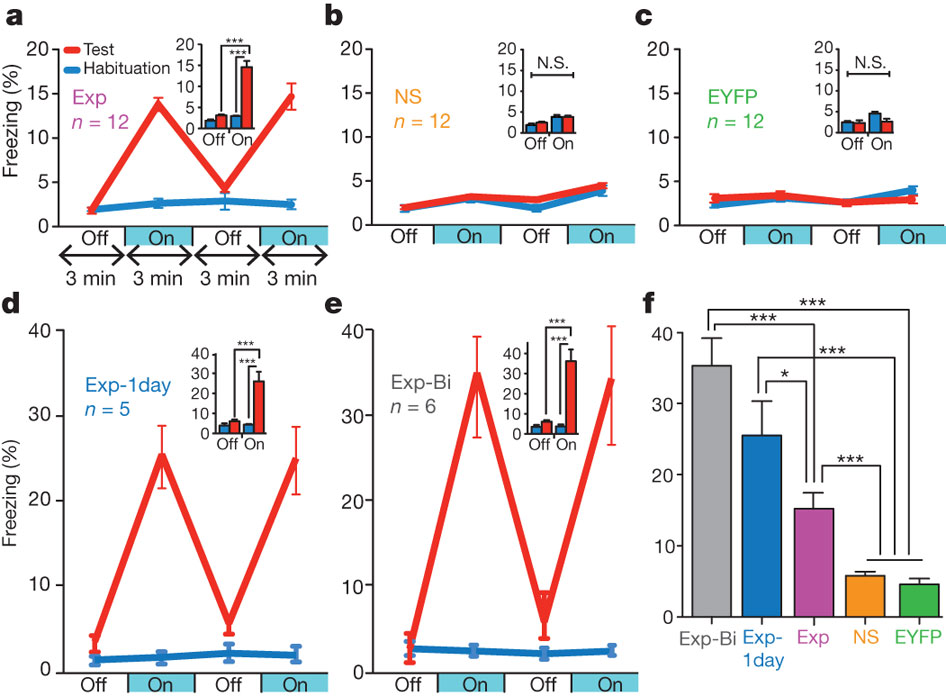 a
20
15
10
5
0
Freezing (%)
Test
Habituation
Exp
n = 12
20
15
10
5
0
***
***
Off On
Off On Off On
3 min 3 min 3 min 3 min
b
20
15
10
5
0
NS
n = 12
20
15
10
5
0
N.S.
Off On
Off On Off On
c
20
15
10
5
0
EYFP
n = 12
20
15
10
5
0
N.S.
Off On
Off On Off On
d
40
30
20
10
0
Freezing (%)
Exp-1day
n = 5
40
30
20
10
0
***
***
Off On
Off On Off On
e
40
30
20
10
0
Exp-Bi
n = 6
40
30
20
10
0
***
***
Off On
Off On Off On
f
40
30
20
10
0
***
***
***
*
***
Exp-Bi Exp- Exp NS EYFP
1day